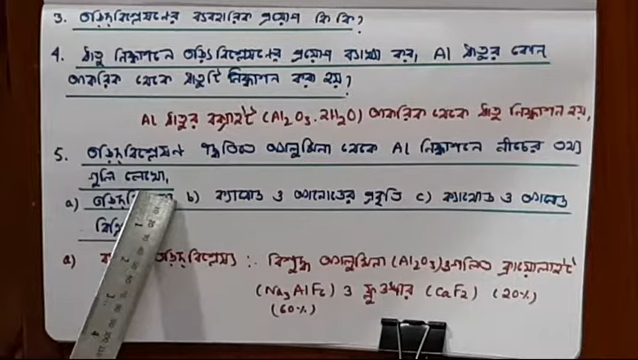 3. তড়িৎবিশ্লেষণের ব্যবহারিক প্রয়োগ কি কি?
4. ধাতু নিষ্কাশনে তড়িৎ বিশ্লেষণের প্রয়োগ ব্যাখ্যা কর, Al ধাতুর কোন্
আকরিক থেকে ধাতুটি নিষ্কাশন করা হয়?
Al ধাতুর বক্সাইট (Al₂O₃.2H₂O) আকরিক থেকে ধাতু নিষ্কাশন হয়,
5. তড়িৎবিশ্লেষণ পদ্ধতিতে অ্যালুমিনা থেকে Al নিষ্কাশনে নীচের তথ্য
গুলি লেখো,
a) b) ক্যাথোড ও অ্যানোডের প্রকৃতি c) ক্যাথোড ও অ্যানোড
a) তড়িৎবিশ্লেষ্য :- বিশুদ্ধ অ্যালুমিনা (Al₂O₃) গলিত ক্রায়োলাইট
(Na₃AlF₆) ও ফ্লুওস্পার (CaF₂) (20%)
(60%)